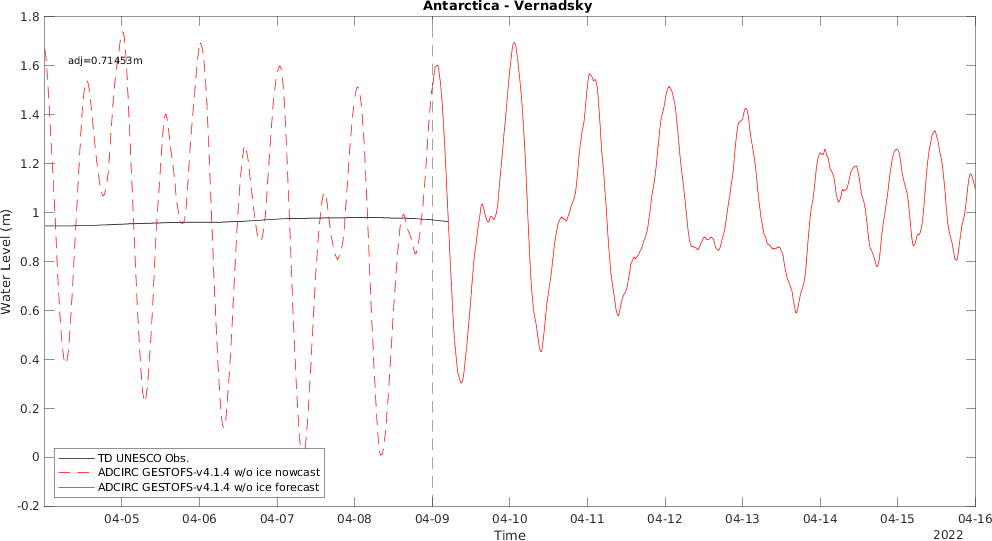 Antarctica - Vernadsky
adj=0.71453m
Water Level (m)
1.8
1.6
1.4
1.2
1
0.8
0.6
0.4
0.2
0
-0.2
TD UNESCO Obs.
ADCIRC GESTOFS-v4.1.4 w/o ice nowcast
ADCIRC GESTOFS-v4.1.4 w/o ice forecast
04-05 04-06 04-07 04-08 04-09 04-10 04-11 04-12 04-13 04-14 04-15 04-16
Time
2022